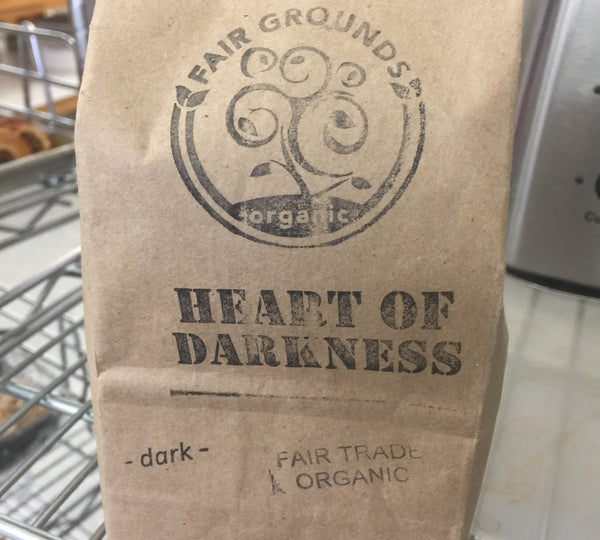 FAIR GROUNDS
organic
HEART OF
DARKNESS
- dark -
FAIR TRADE
ORGANIC